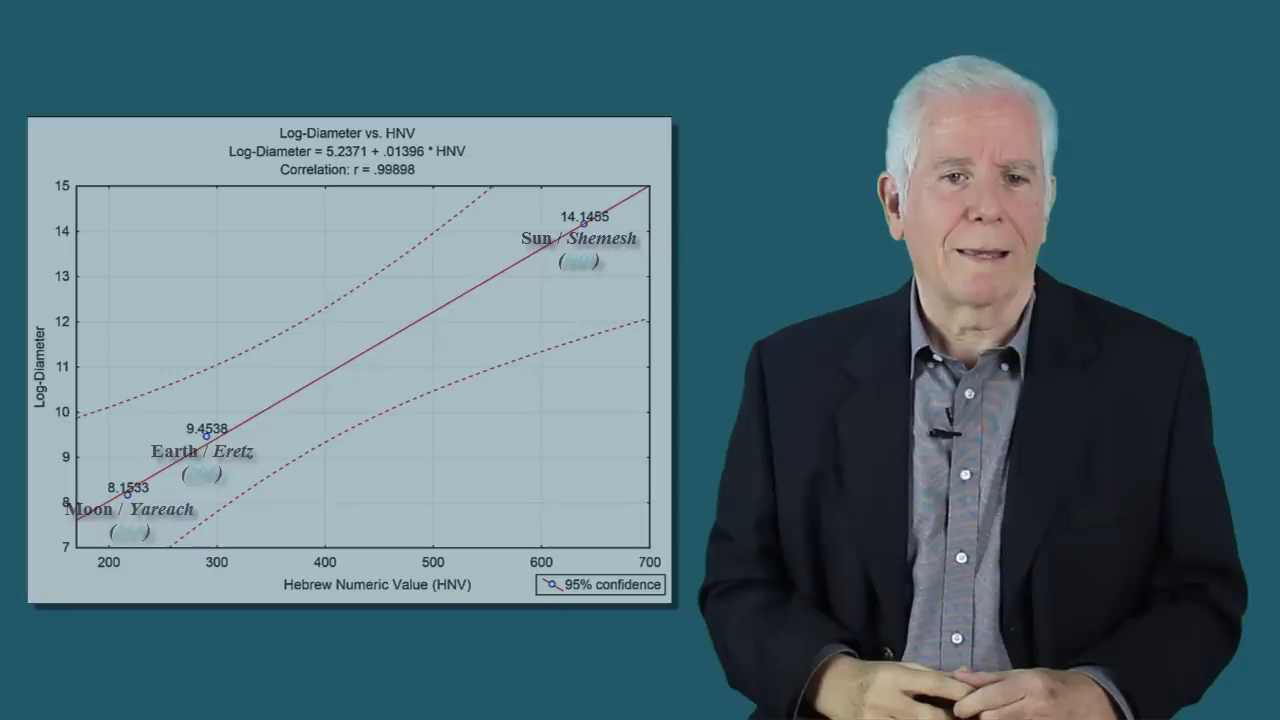 Log-Diameter vs. HNV
Log-Diameter = 5.2371 + .01396 * HNV
Correlation: r = .99898
15
14.1455
14
Sun / Shemesh
13
12
11
Log-Diameter
10
9.4538
Earth / Eretz
9
8.1533
8
Moon / Yareach
7
200 300 400 500 600 700
Hebrew Numeric Value (HNV)
95% confidence